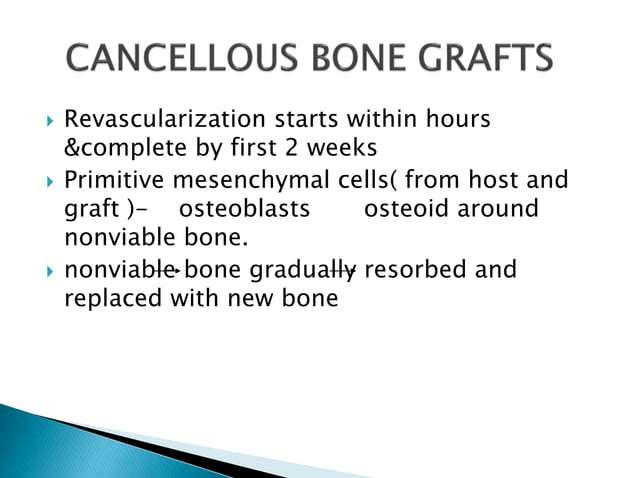 CANCELLOUS BONE GRAFTS
Revascularization starts within hours
&complete by first 2 weeks
Primitive mesenchymal cells( from host and
graft )- osteoblasts osteoid around
nonviable bone.
nonviable bone gradually resorbed and
replaced with new bone